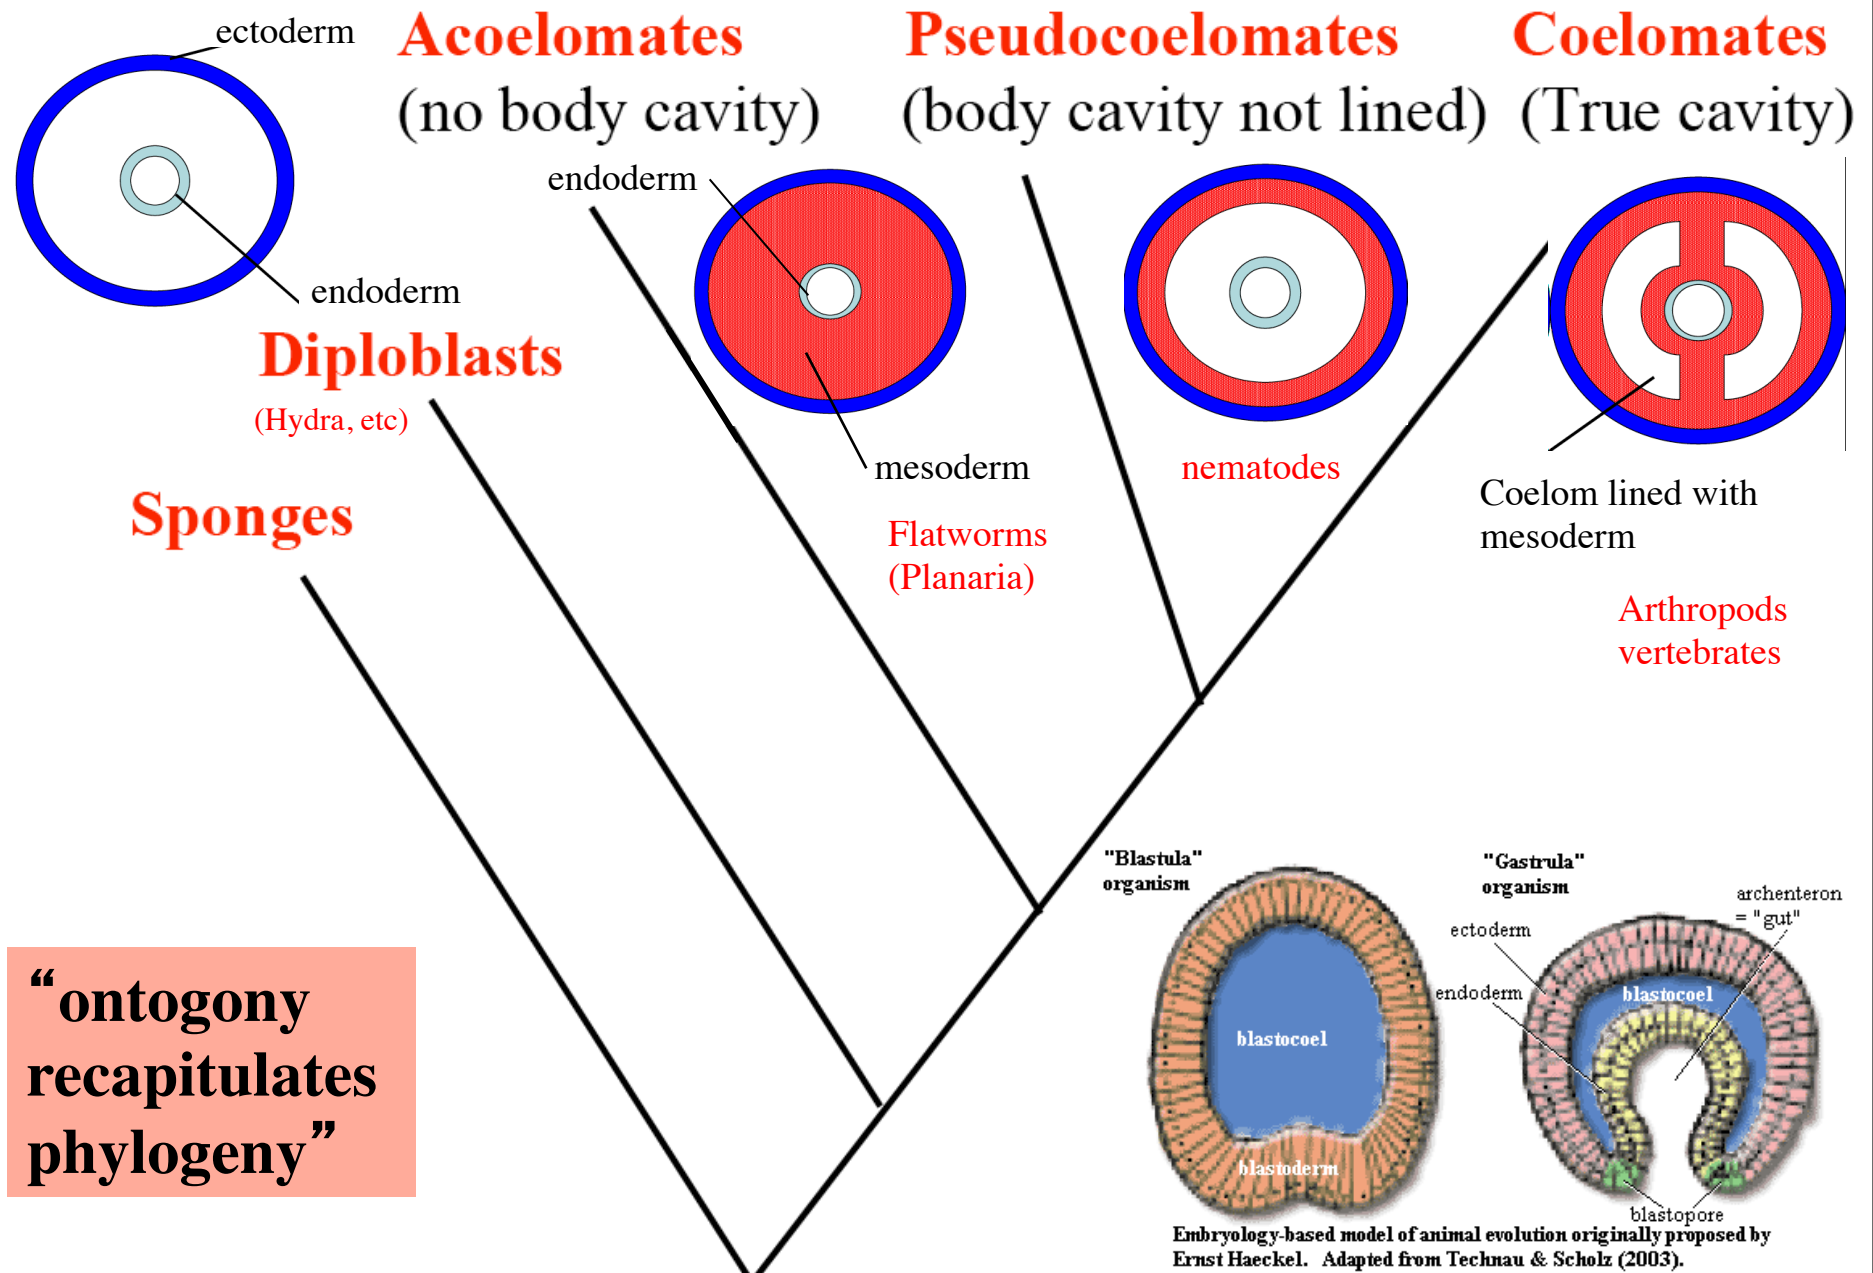 ectoderm
endoderm
Acoelomates
(no body cavity)
Pseudocoelomates
(body cavity not lined)
Coelomates
(True cavity)
endoderm
mesoderm
Flatworms
(Planaria)
nematodes
Coelom lined with
mesoderm
Arthropods
vertebrates
Diploblasts
(Hydra, etc)
Sponges
“ontogony
recapitulates
phylogeny”
"Blastula"
organism
blastocoel
blastoderm
"Gastrula"
organism
archenteron
= "gut"
ectoderm
endoderm
blastocoel
blastopore
Embryology-based model of animal evolution originally proposed by
Ernst Haeckel. Adapted from Technau & Scholz (2003).